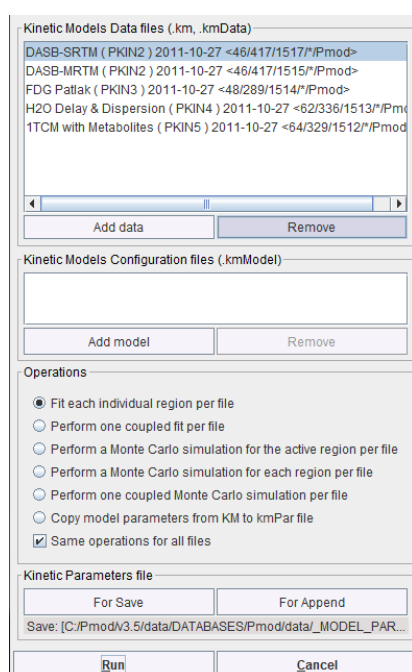 Kinetic Models Data files (.km, .kmData)
DASB-SRTM ( PKIN2 ) 2011-10-27 <46/417/1517/*/Pmod>
DASB-MRTM ( PKIN2 ) 2011-10-27 <46/417/1515/*/Pmod>
FDG Patlak ( PKIN3 ) 2011-10-27 <48/289/1514/*/Pmod>
H2O Delay & Dispersion ( PKIN4 ) 2011-10-27 <62/336/1513/*/Pmo
1TCM with Metabolites ( PKIN5 ) 2011-10-27 <64/329/1512/*/Pmod
Add data Remove
Kinetic Models Configuration files (.kmModel)
Add model Remove
Operations
Fit each individual region per file
Perform one coupled fit per file
Perform a Monte Carlo simulation for the active region per file
Perform a Monte Carlo simulation for each region per file
Perform one coupled Monte Carlo simulation per file
Copy model parameters from KM to kmPar file
Same operations for all files
Kinetic Parameters file
For Save For Append
Save: [C:/Pmod/v3.5/data/DATABASES/Pmod/data/_MODEL_PAR...
Run Cancel